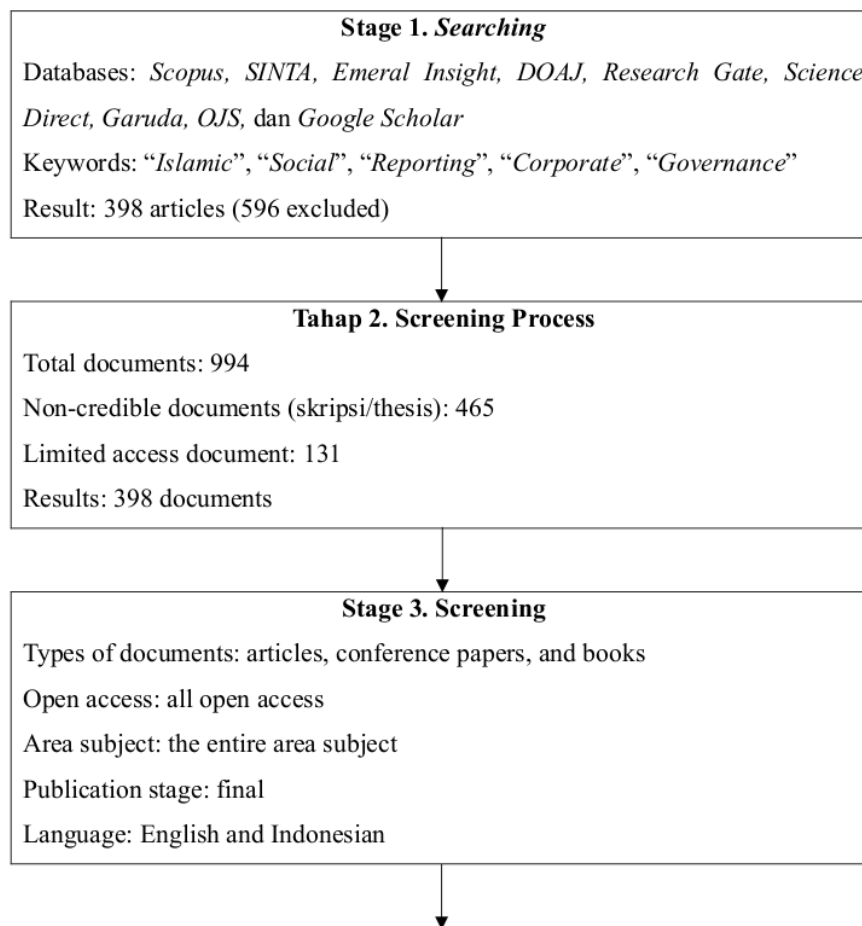 Stage 1. Searching
Databases: Scopus, SINTA, Emeral Insight, DOAJ, Research Gate, Science
Direct, Garuda, OJS, dan Google Scholar
Keywords: “Islamic”, “Social”, “Reporting”, “Corporate”, “Governance”
Result: 398 articles (596 excluded)
Tahap 2. Screening Process
Total documents: 994
Non-credible documents (skripsi/thesis): 465
Limited access document: 131
Results: 398 documents
Stage 3. Screening
Types of documents: articles, conference papers, and books
Open access: all open access
Area subject: the entire area subject
Publication stage: final
Language: English and Indonesian